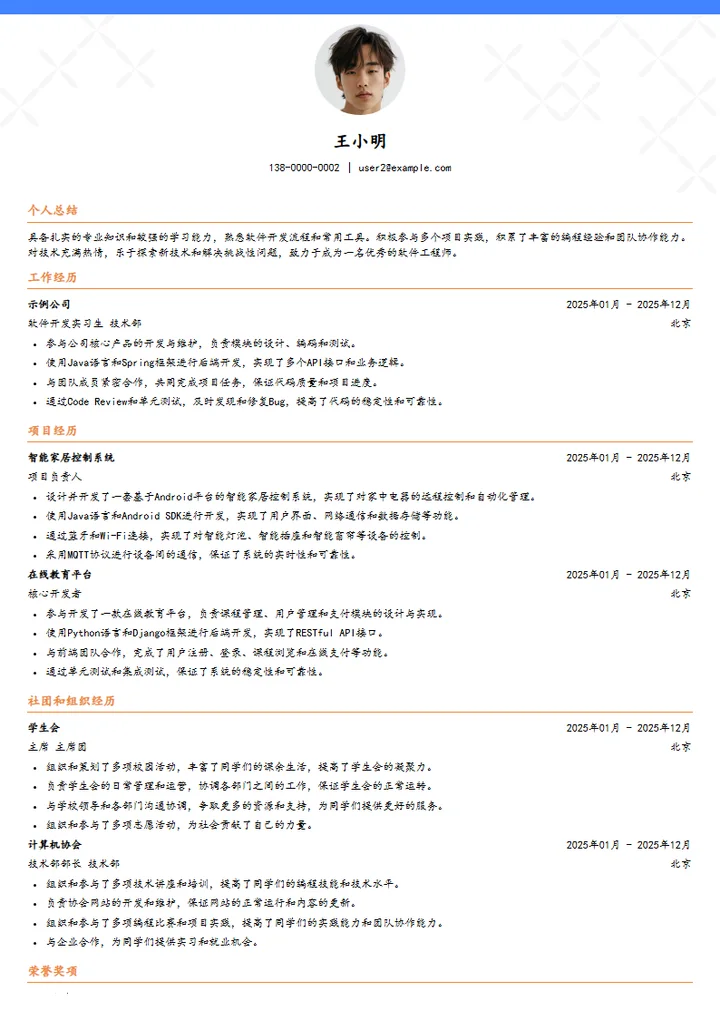 王小明
138-0000-0002 | user2@example.com
个人总结
具备扎实的专业知识和较强的学习能力，熟悉软件开发流程和常用工具。积极参与多个项目实践，积累了丰富的编程经验和团队协作能力。
对技术充满热情，乐于探索新技术和解决挑战性问题，致力于成为一名优秀的软件工程师。
工作经历
示例公司 2025年01月 - 2025年12月
软件开发实习生 技术部 北京
• 参与公司核心产品的开发与维护，负责模块的设计、编码和测试。
• 使用Java语言和Spring框架进行后端开发，实现了多个API接口和业务逻辑。
• 与团队成员紧密合作，共同完成项目任务，保证代码质量和项目进度。
• 通过Code Review和单元测试，及时发现和修复Bug，提高了代码的稳定性和可靠性。
项目经历
智能家居控制系统 2025年01月 - 2025年12月
项目负责人 北京
• 设计并开发了一套基于Android平台的智能家居控制系统，实现了对家中电器的远程控制和自动化管理。
• 使用Java语言和Android SDK进行开发，实现了用户界面、网络通信和数据存储等功能。
• 通过蓝牙和Wi-Fi连接，实现了对智能灯泡、智能插座和智能窗帘等设备的控制。
• 采用MQTT协议进行设备间的通信，保证了系统的实时性和可靠性。
在线教育平台 2025年01月 - 2025年12月
核心开发者 北京
• 参与开发了一款在线教育平台，负责课程管理、用户管理和支付模块的设计与实现。
• 使用Python语言和Django框架进行后端开发，实现了RESTful API接口。
• 与前端团队合作，完成了用户注册、登录、课程浏览和在线支付等功能。
• 通过单元测试和集成测试，保证了系统的稳定性和可靠性。
社团和组织经历
学生会 2025年01月 - 2025年12月
主席 主席团 北京
• 组织和策划了多项校园活动，丰富了同学们的课余生活，提高了学生会的凝聚力。
• 负责学生会的日常管理和运营，协调各部门之间的工作，保证学生会的正常运转。
• 与学校领导和各部门沟通协调，争取更多的资源和支持，为同学们提供更好的服务。
• 组织和参与了多项志愿活动，为社会贡献了自己的力量。
计算机协会 2025年01月 - 2025年12月
技术部部长 技术部 北京
• 组织和参与了多项技术讲座和培训，提高了同学们的编程技能和技术水平。
• 负责协会网站的开发和维护，保证网站的正常运行和内容的更新。
• 组织和参与了多项编程比赛和项目实践，提高了同学们的实践能力和团队协作能力。
• 与企业合作，为同学们提供实习和就业机会。
荣誉奖项